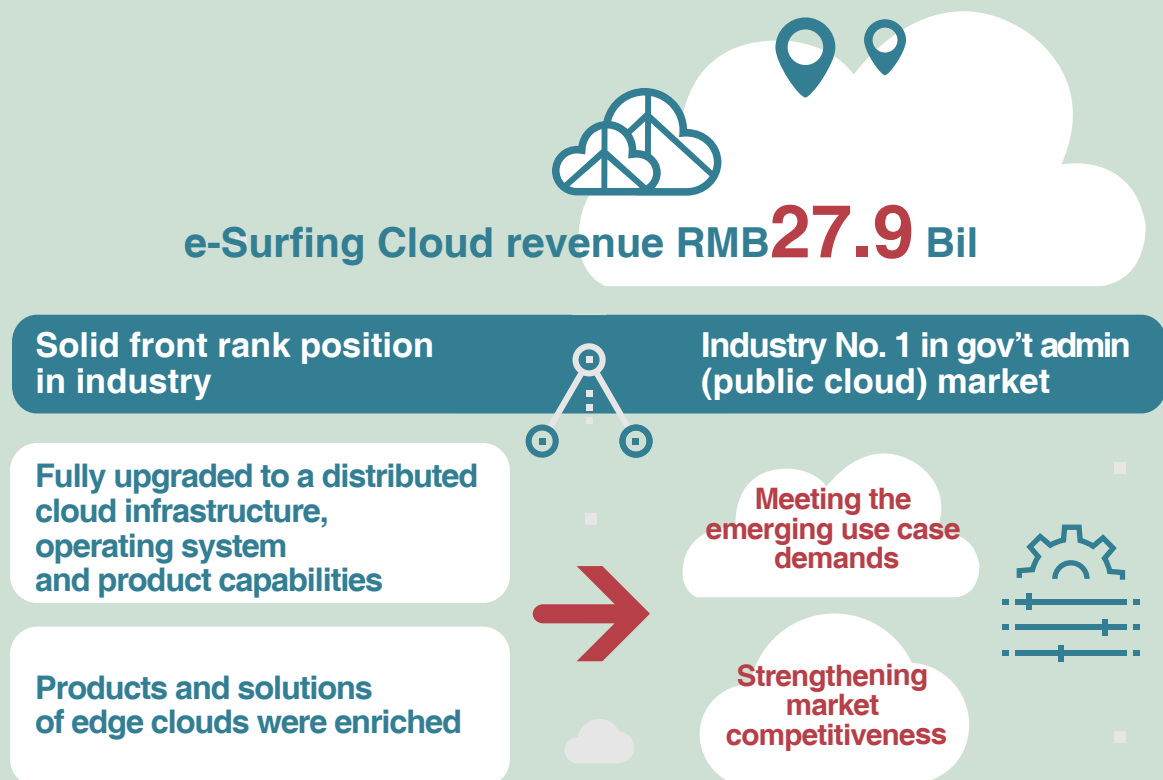 e-Surfing Cloud revenue RMB27.9 Bil
Solid front rank position
in industry
Industry No. 1 in gov't admin
(public cloud) market
Fully upgraded to a distributed
cloud infrastructure,
operating system
and product capabilities
Meeting the
emerging use case
demands
Products and solutions
of edge clouds were enriched
Strengthening
market
competitiveness